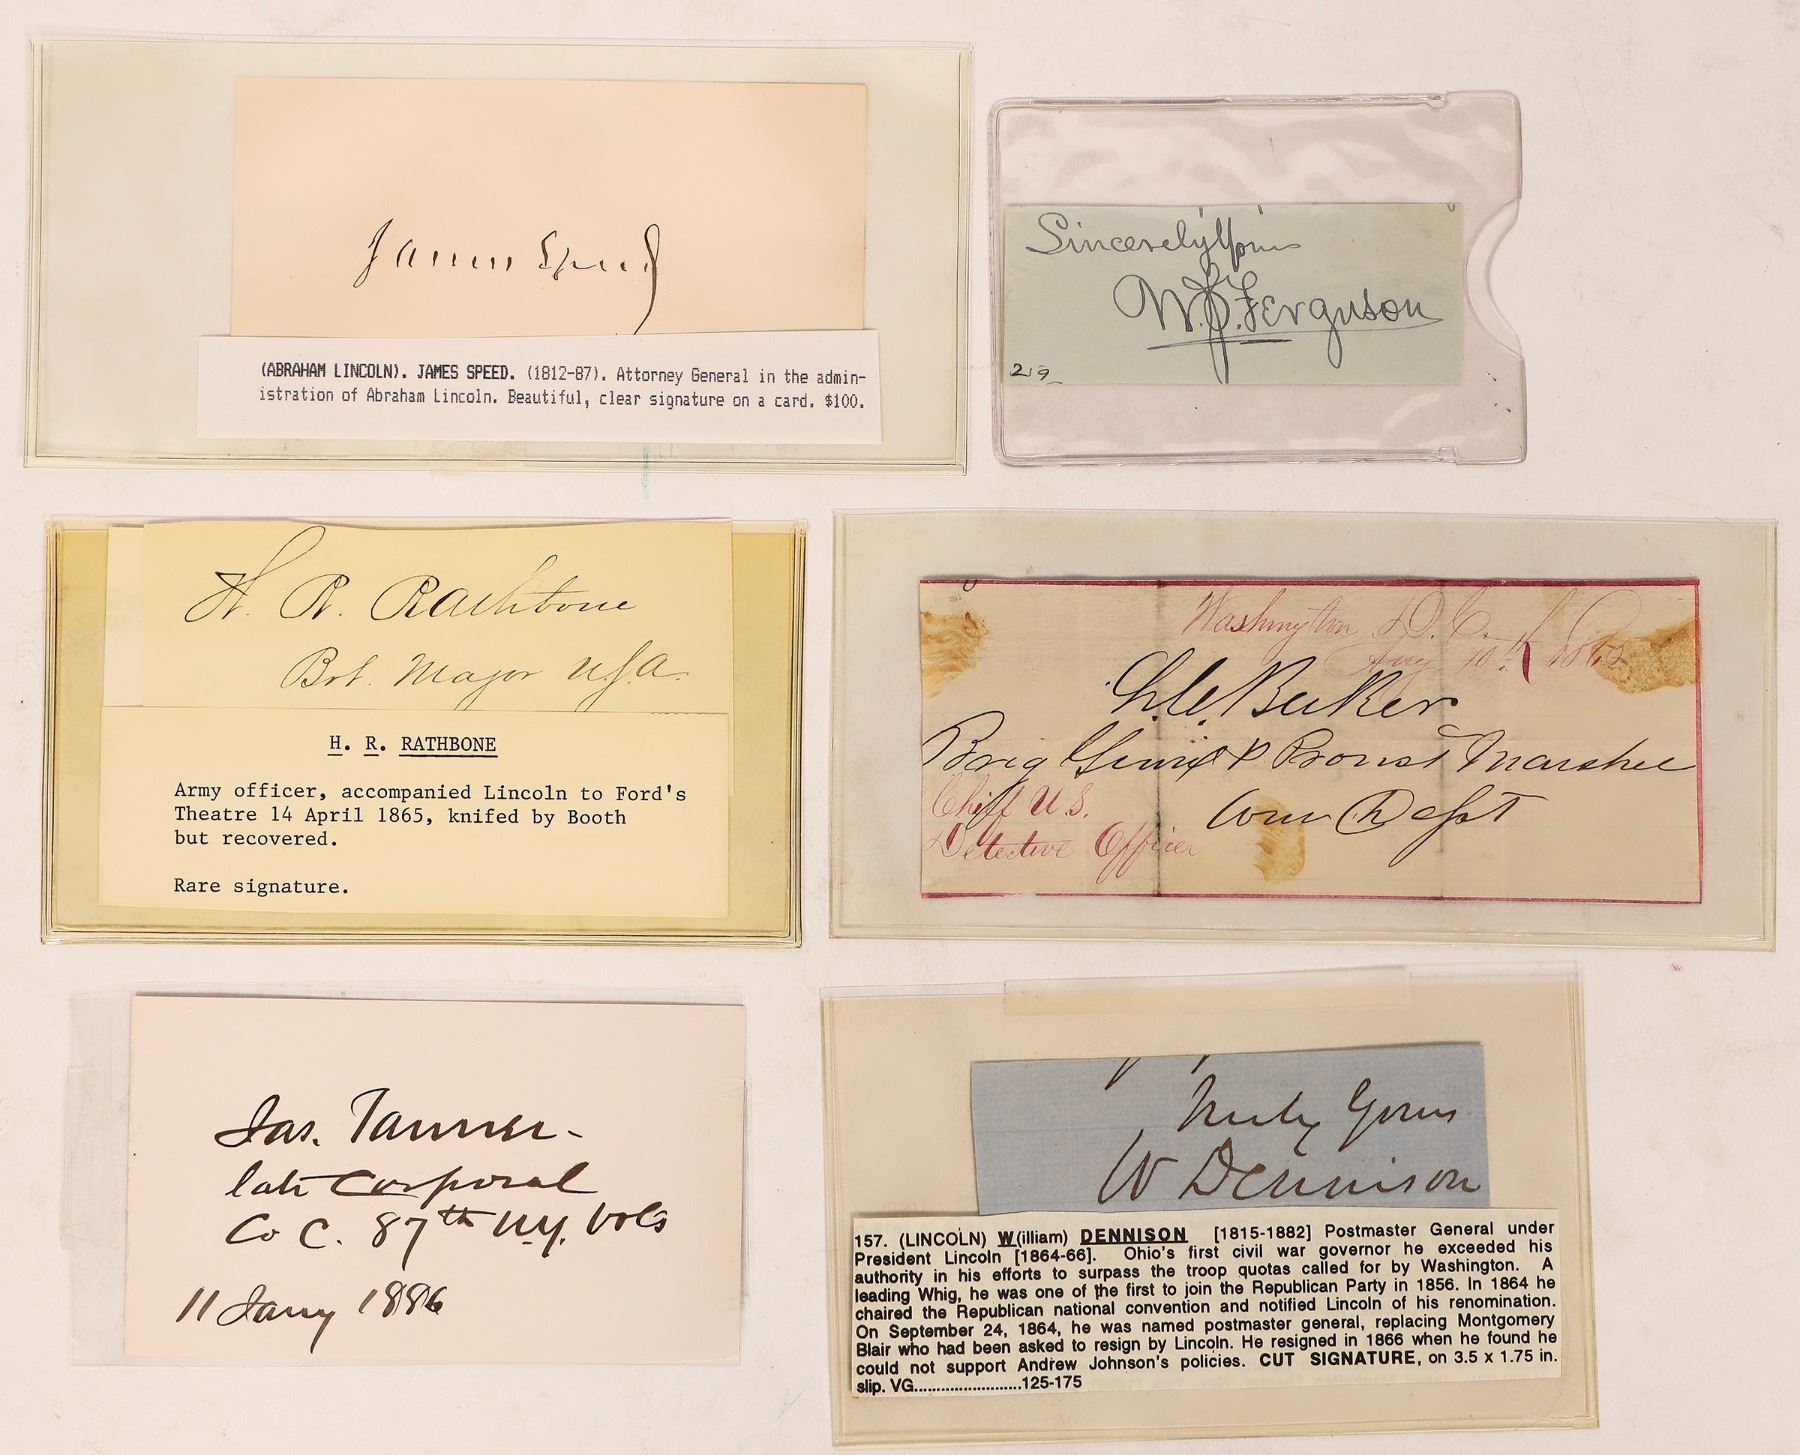 James Speed
(ABRAHAM LINCOLN). JAMES SPEED. (1812-87). Attorney General in the admin-
istration of Abraham Lincoln. Beautiful, clear signature on a card. $100.
Sincerely Yours
W.J. Ferguson
219
H. R. Rathbone
Bvt. Major U.S.A.
H. R. RATHBONE
Army officer, accompanied Lincoln to Ford's
Theatre 14 April 1865, knifed by Booth
but recovered.
Rare signature.
Washington D.C.
Aug 10th
L.C. Baker
Brig Genl & Provost Marshal
Chief U.S.
War Dept
Detective Officer
Jas. Tanner-
late Corporal
Co C. 87th N.Y. Vols
11 Jany 1886
Truly Yours
W Dennison
157. (LINCOLN) W(illiam) DENNISON [1815-1882] Postmaster General under
President Lincoln [1864-66]. Ohio's first civil war governor he exceeded his
authority in his efforts to surpass the troop quotas called for by Washington. A
leading Whig, he was one of the first to join the Republican Party in 1856. In 1864 he
chaired the Republican national convention and notified Lincoln of his renomination.
On September 24, 1864, he was named postmaster general, replacing Montgomery
Blair who had been asked to resign by Lincoln. He resigned in 1866 when he found he
could not support Andrew Johnson's policies. CUT SIGNATURE, on 3.5 x 1.75 in.
slip. VG........................125-175